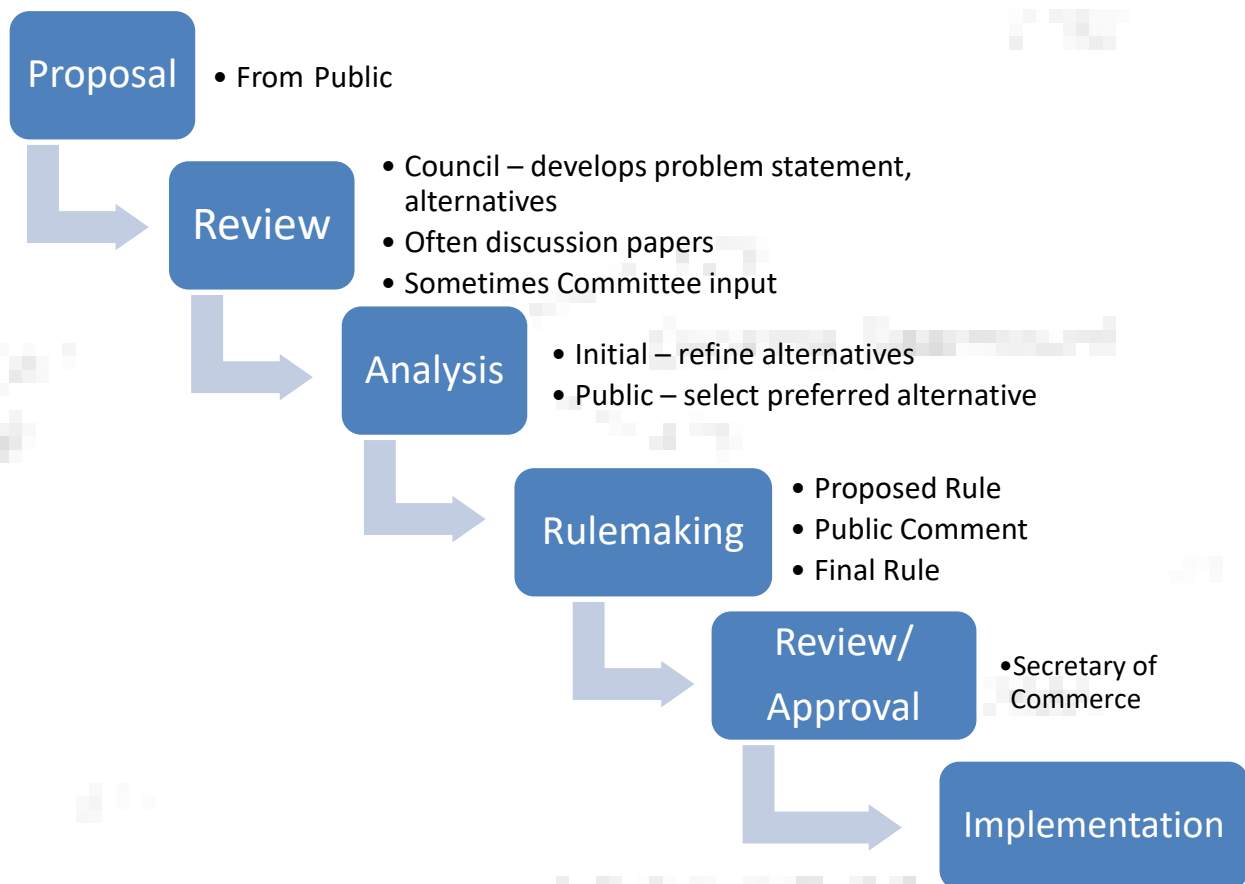 Proposal
• From Public
Review
• Council – develops problem statement,
alternatives
• Often discussion papers
• Sometimes Committee input
Analysis
• Initial – refine alternatives
• Public – select preferred alternative
Rulemaking
• Proposed Rule
• Public Comment
• Final Rule
Review/
Approval
•Secretary of
Commerce
Implementation